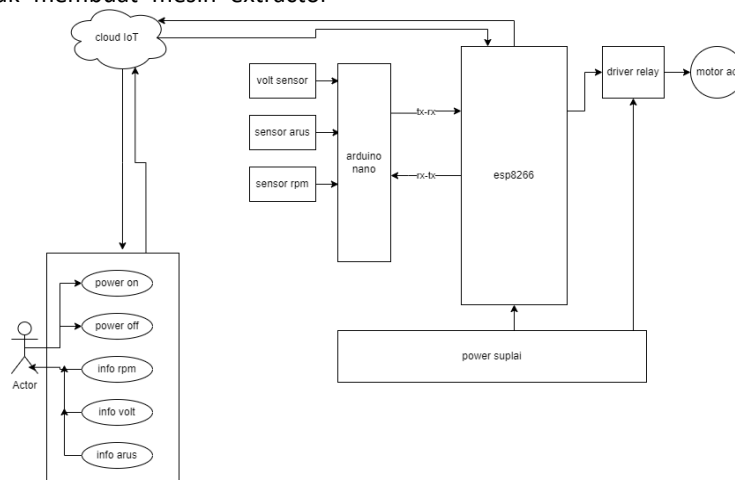 membuat mesin extractor
cloud IoT
volt sensor
sensor arus
sensor rpm
arduino
nano
tx-rx
rx-tx
esp8266
driver relay
motor ac
power suplai
power on
power off
info rpm
info volt
info arus
Actor